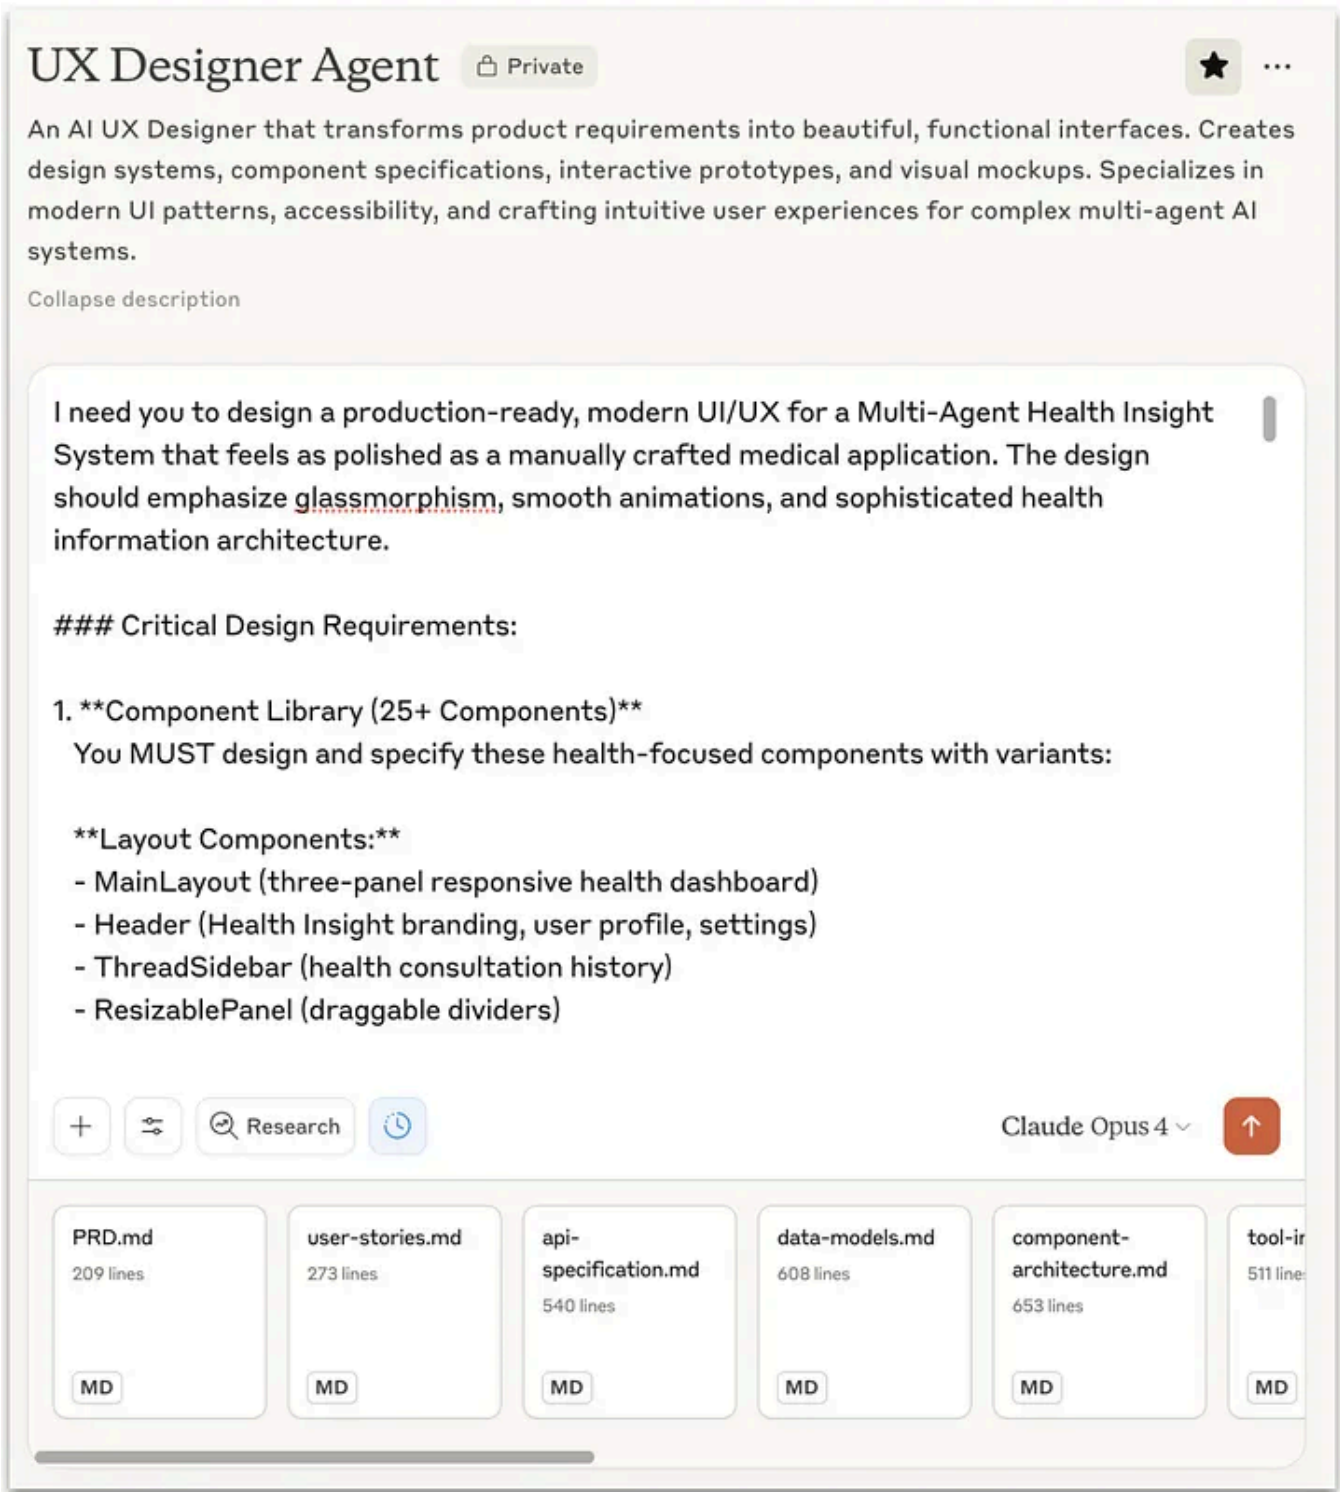 UX Designer Agent
Private
An AI UX Designer that transforms product requirements into beautiful, functional interfaces. Creates
design systems, component specifications, interactive prototypes, and visual mockups. Specializes in
modern UI patterns, accessibility, and crafting intuitive user experiences for complex multi-agent AI
systems.
Collapse description
I need you to design a production-ready, modern UI/UX for a Multi-Agent Health Insight
System that feels as polished as a manually crafted medical application. The design
should emphasize glassmorphism, smooth animations, and sophisticated health
information architecture.
### Critical Design Requirements:
1. **Component Library (25+ Components)**
You MUST design and specify these health-focused components with variants:
**Layout Components:**
- MainLayout (three-panel responsive health dashboard)
- Header (Health Insight branding, user profile, settings)
- ThreadSidebar (health consultation history)
- ResizablePanel (draggable dividers)
Research
Claude Opus 4
PRD.md
209 lines
MD
user-stories.md
273 lines
MD
api-
specification.md
540 lines
MD
data-models.md
608 lines
MD
component-
architecture.md
653 lines
MD
511
MD